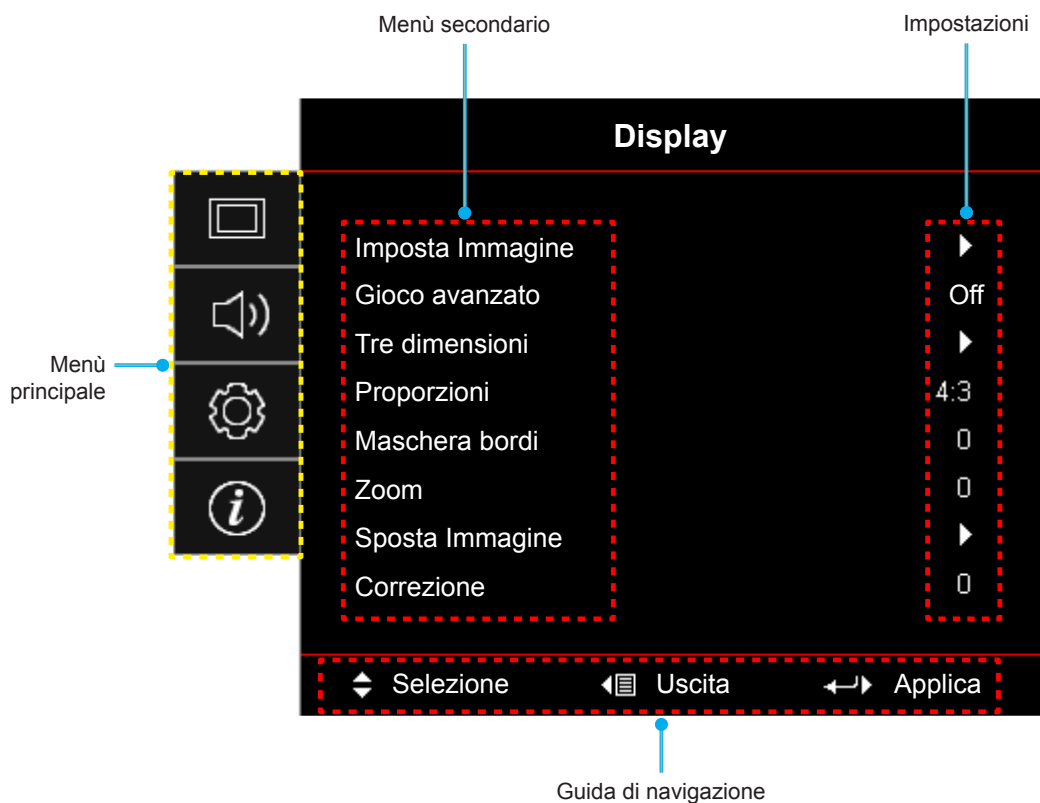 Menù secondario
Impostazioni
Display
Menù
principale
Imposta Immagine
Gioco avanzato Off
Tre dimensioni
Proporzioni 4:3
Maschera bordi 0
Zoom 0
Sposta Immagine
Correzione 0
Selezione Uscita Applica
Guida di navigazione